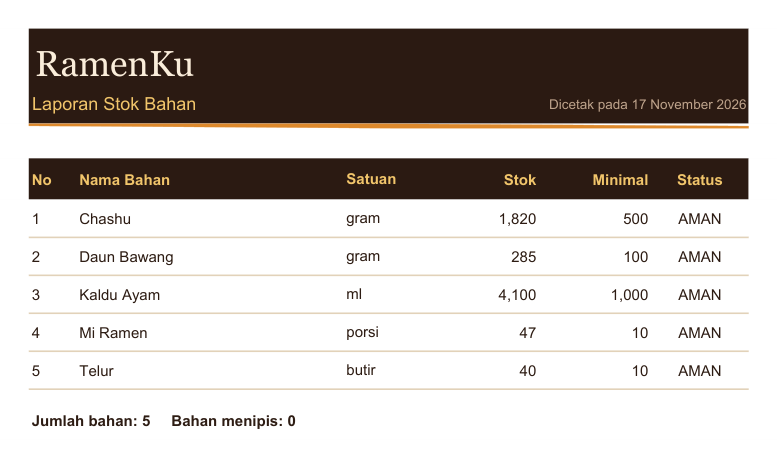 RamenKu
Laporan Stok Bahan Dicetak pada 17 November 2026
No Nama Bahan Satuan Stok Minimal Status
1 Chashu gram 1,820 500 AMAN
2 Daun Bawang gram 285 100 AMAN
3 Kaldu Ayam ml 4,100 1,000 AMAN
4 Mi Ramen porsi 47 10 AMAN
5 Telur butir 40 10 AMAN
Jumlah bahan: 5 Bahan menipis: 0